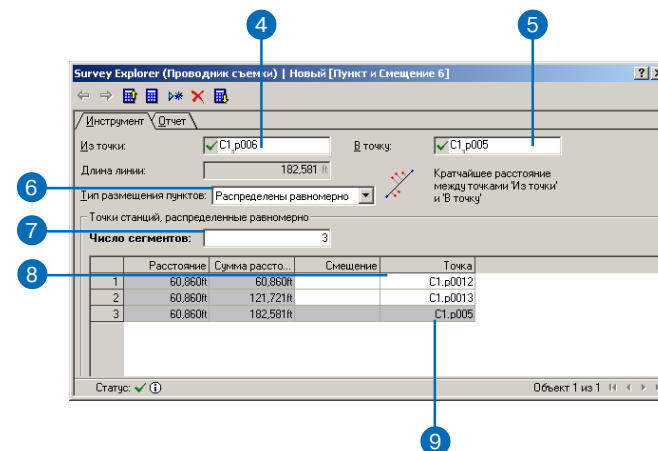 4 5
Survey Explorer (Проводник съемки) | Новый [Пункт и Смещение 6]
Инструмент Отчет
Из точки: C1.p006 В точку: C1.p005
Длина линии: 182,581 ft
Кратчайшее расстояние
между точками 'Из точки'
и 'В точку'
6
Тип размещения пунктов: Распределены равномерно
Точки станций, распределенные равномерно
7
Число сегментов: 3
8
Расстояние Сумма рассто... Смещение Точка
1 60,860ft 60,860ft C1.p0012
2 60,860ft 121,721ft C1.p0013
3 60,860ft 182,581ft C1.p005
Статус: Объект 1 из 1
9